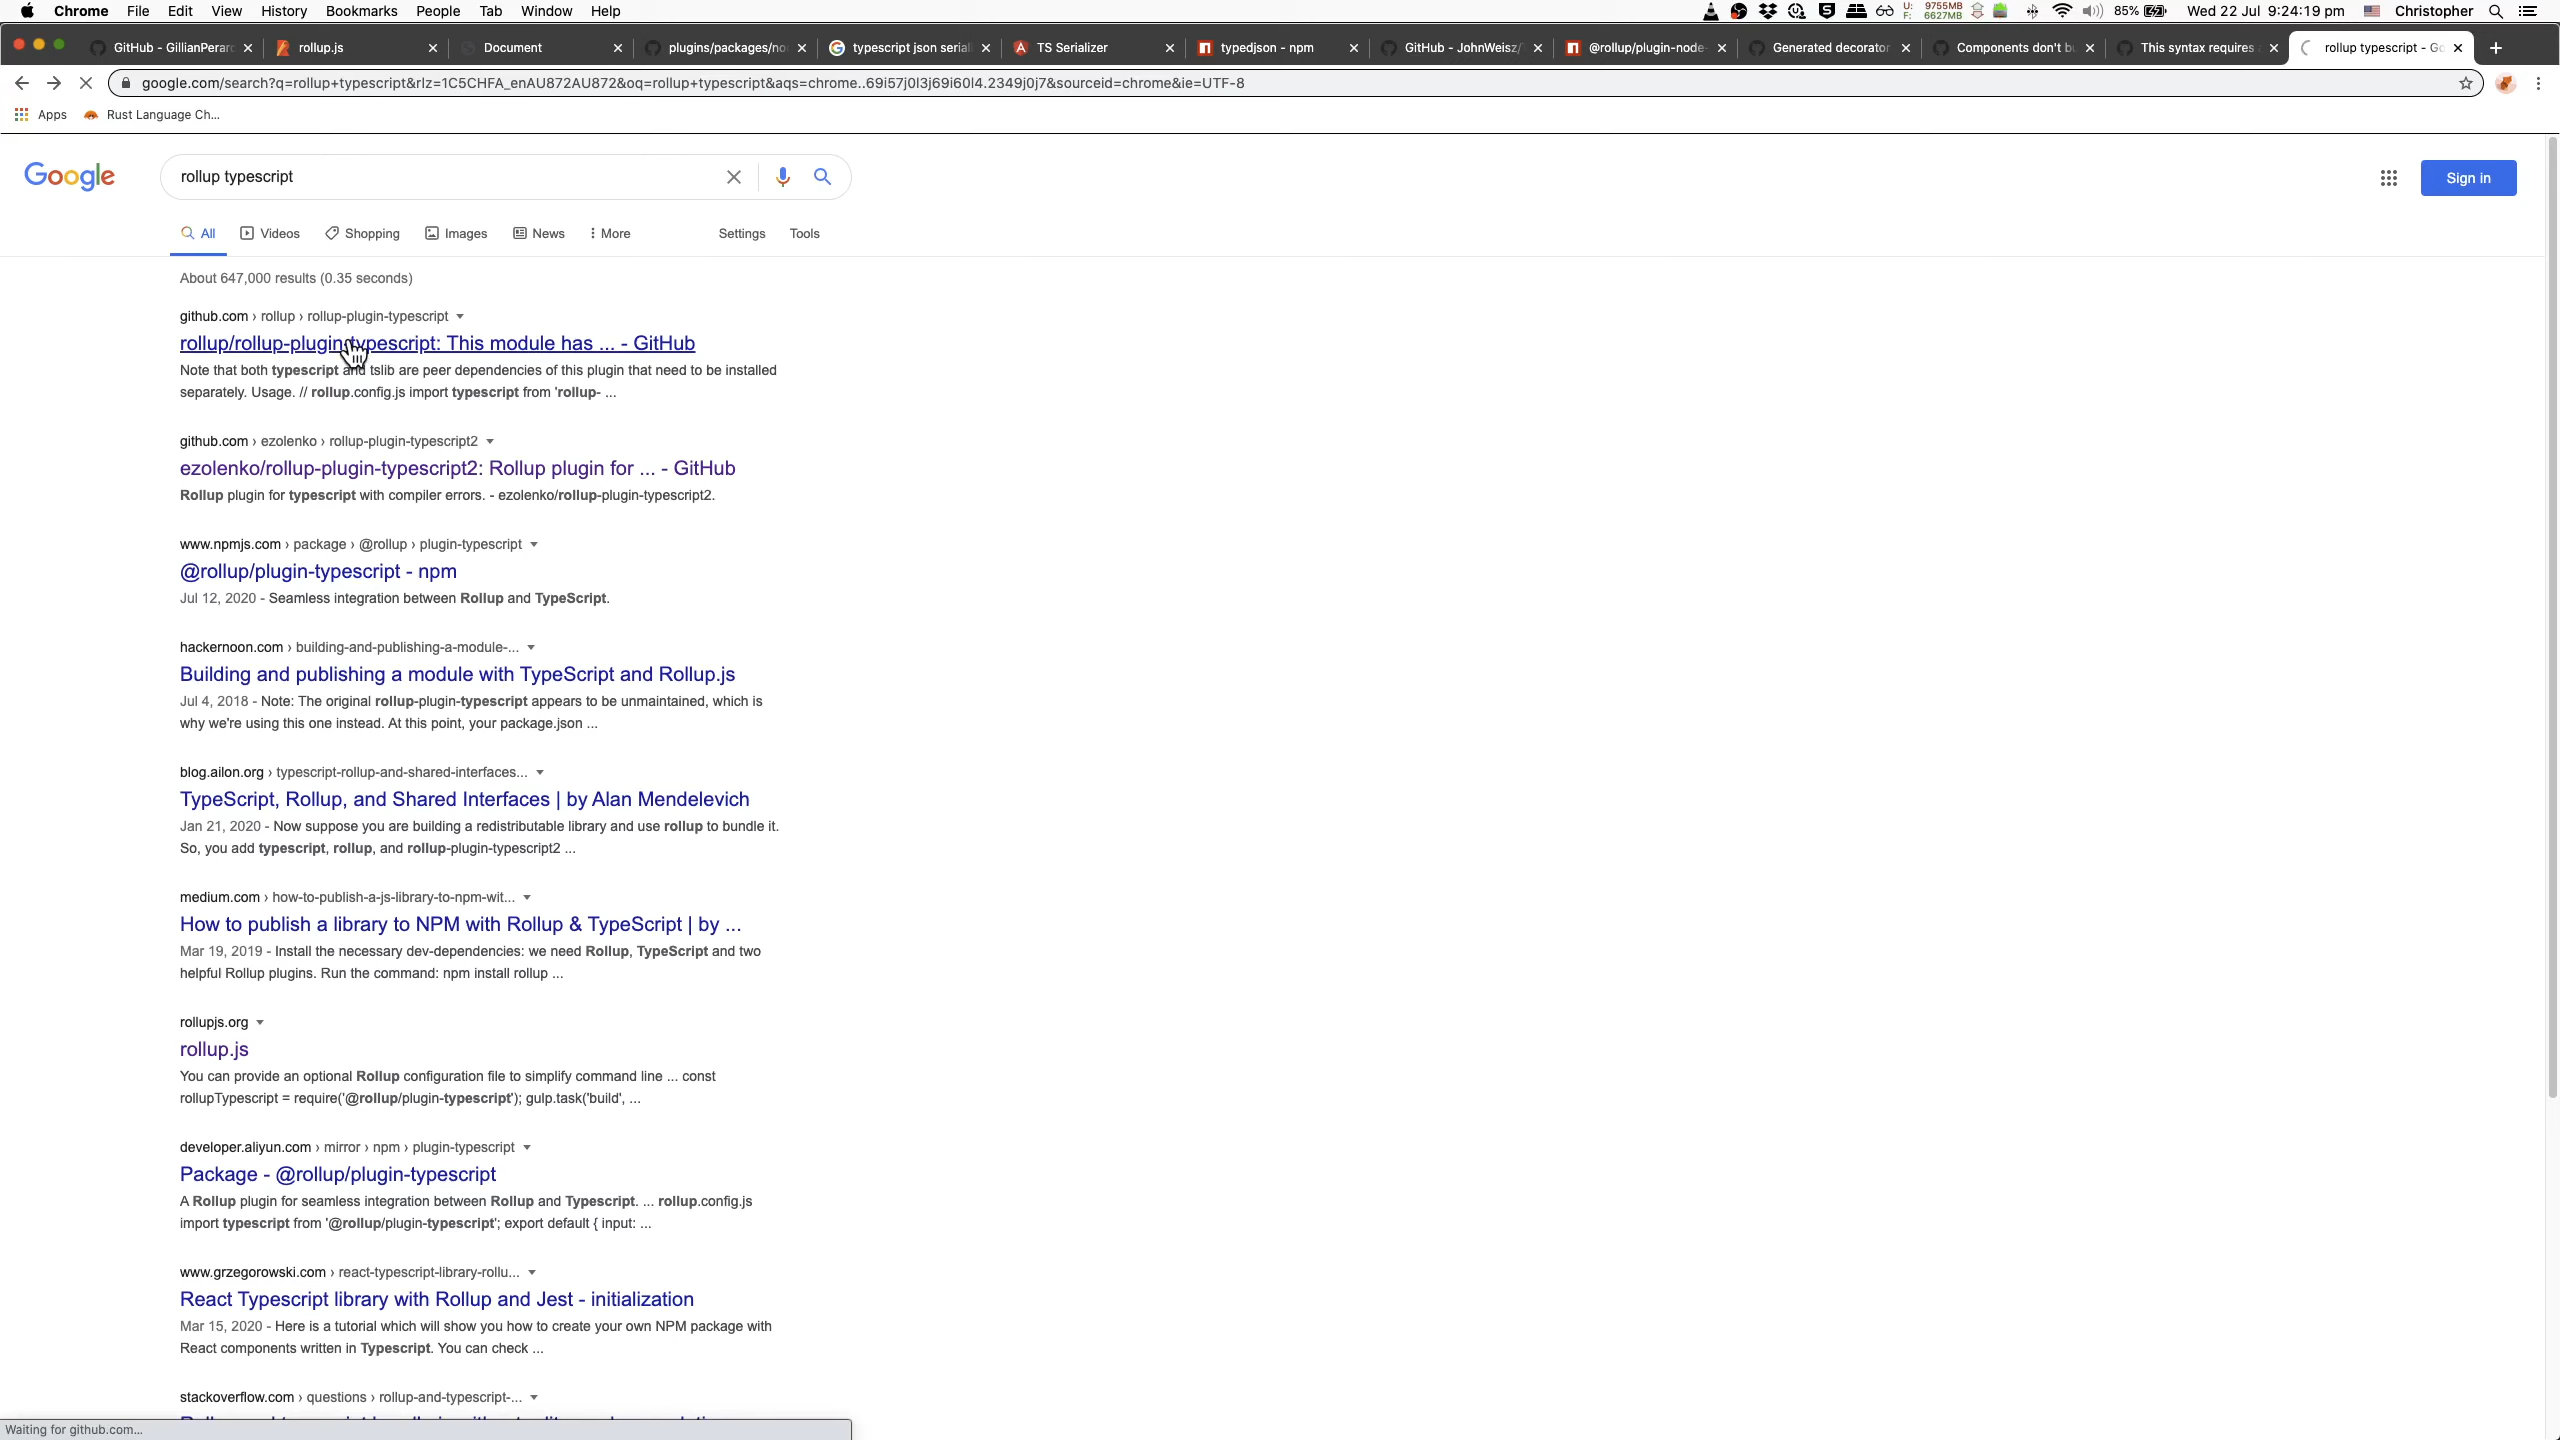 Chrome File Edit View History Bookmarks People Tab Window Help
U: 9755MB
F: 6627MB
85% Wed 22 Jul 9:24:19 pm Christopher
GitHub - GillianPerard rollup.js Document plugins/packages/no typescript json serial TS Serializer typedjson - npm GitHub - JohnWeisz/ @rollup/plugin-node- Generated decorator Components don't bu This syntax requires rollup typescript - Go
google.com/search?q=rollup+typescript&rlz=1C5CHFA_enAU872AU872&oq=rollup+typescript&aqs=chrome..69i57j0l3j69i60l4.2349j0j7&sourceid=chrome&ie=UTF-8
Apps Rust Language Ch...
Google rollup typescript Sign in
All Videos Shopping Images News More Settings Tools
About 647,000 results (0.35 seconds)
github.com › rollup › rollup-plugin-typescript
rollup/rollup-plugin-typescript: This module has ... - GitHub
Note that both typescript and tslib are peer dependencies of this plugin that need to be installed
separately. Usage. // rollup.config.js import typescript from 'rollup- ...
github.com › ezolenko › rollup-plugin-typescript2
ezolenko/rollup-plugin-typescript2: Rollup plugin for ... - GitHub
Rollup plugin for typescript with compiler errors. - ezolenko/rollup-plugin-typescript2.
www.npmjs.com › package › @rollup › plugin-typescript
@rollup/plugin-typescript - npm
Jul 12, 2020 - Seamless integration between Rollup and TypeScript.
hackernoon.com › building-and-publishing-a-module-...
Building and publishing a module with TypeScript and Rollup.js
Jul 4, 2018 - Note: The original rollup-plugin-typescript appears to be unmaintained, which is
why we're using this one instead. At this point, your package.json ...
blog.ailon.org › typescript-rollup-and-shared-interfaces...
TypeScript, Rollup, and Shared Interfaces | by Alan Mendelevich
Jan 21, 2020 - Now suppose you are building a redistributable library and use rollup to bundle it.
So, you add typescript, rollup, and rollup-plugin-typescript2 ...
medium.com › how-to-publish-a-js-library-to-npm-wit...
How to publish a library to NPM with Rollup & TypeScript | by ...
Mar 19, 2019 - Install the necessary dev-dependencies: we need Rollup, TypeScript and two
helpful Rollup plugins. Run the command: npm install rollup ...
rollupjs.org
rollup.js
You can provide an optional Rollup configuration file to simplify command line ... const
rollupTypescript = require('@rollup/plugin-typescript'); gulp.task('build', ...
developer.aliyun.com › mirror › npm › plugin-typescript
Package - @rollup/plugin-typescript
A Rollup plugin for seamless integration between Rollup and Typescript. ... rollup.config.js
import typescript from '@rollup/plugin-typescript'; export default { input: ...
www.grzegorowski.com › react-typescript-library-rollu...
React Typescript library with Rollup and Jest - initialization
Mar 15, 2020 - Here is a tutorial which will show you how to create your own NPM package with
React components written in Typescript. You can check ...
stackoverflow.com › questions › rollup-and-typescript-...
Waiting for github.com...